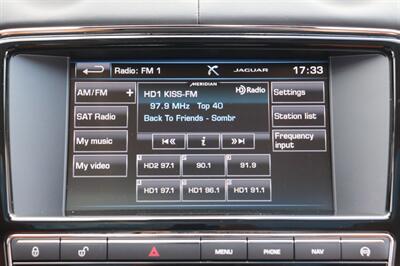 Radio: FM 1 JAGUAR 17:33
AM/FM +
MERIDIAN
HD1 KISS-FM HD Radio
97.9 MHz Top 40
Back To Friends - Sombr
Settings
SAT Radio
Station list
My music
Frequency input
My video
HD2 97.1 90.1 91.9
HD1 97.1 HD1 96.1 HD1 91.1
MENU PHONE NAV